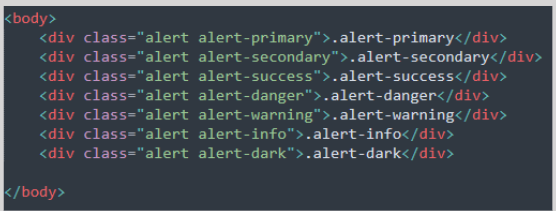 <body>
<div class="alert alert-primary">.alert-primary</div>
<div class="alert alert-secondary">.alert-secondary</div>
<div class="alert alert-success">.alert-success</div>
<div class="alert alert-danger">.alert-danger</div>
<div class="alert alert-warning">.alert-warning</div>
<div class="alert alert-info">.alert-info</div>
<div class="alert alert-dark">.alert-dark</div>
</body>